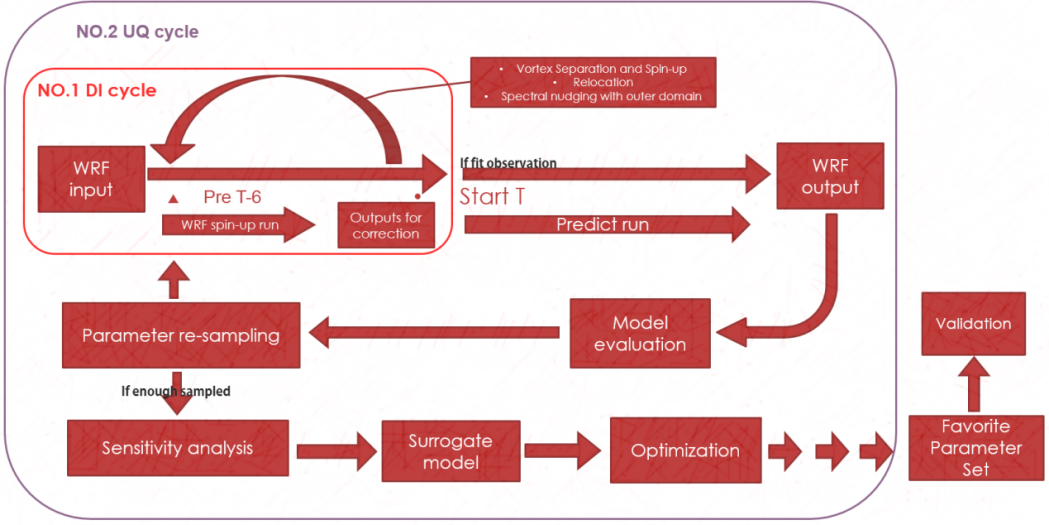 NO.2 UQ cycle
• Vortex Separation and Spin-up
• Relocation
• Spectral nudging with outer domain
NO.1 DI cycle
WRF
input
If fit observation
WRF
output
Pre T-6
Start T
WRF spin-up run
Outputs for
correction
Predict run
Parameter re-sampling
Model
evaluation
Validation
If enough sampled
Sensitivity analysis
Surrogate
model
Optimization
Favorite
Parameter
Set